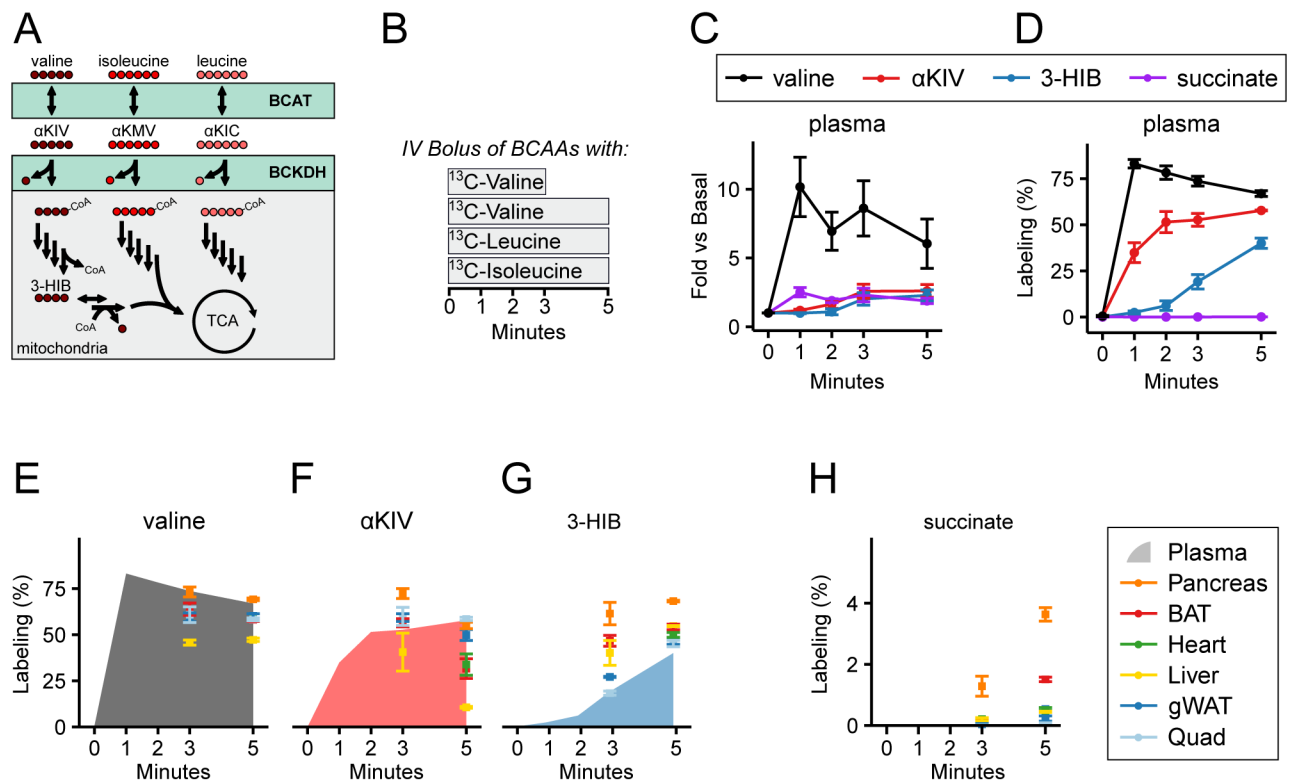 A
valine isoleucine leucine
BCAT
αKIV αKMV αKIC
BCKDH
CoA CoA CoA
CoA
3-HIB
CoA
TCA
mitochondria
B
IV Bolus of BCAAs with:
¹³C-Valine
¹³C-Valine
¹³C-Leucine
¹³C-Isoleucine
0 3 5
Minutes
C D
valine αKIV 3-HIB succinate
plasma
Fold vs Basal
10
5
0
0 1 2 3 5
Minutes
plasma
Labeling (%)
75
50
25
0
0 1 2 3 5
Minutes
E
valine
Labeling (%)
75
50
25
0
0 1 2 3 5
Minutes
F
αKIV
0 1 2 3 5
Minutes
G
3-HIB
0 1 2 3 5
Minutes
H
succinate
Labeling (%)
4
2
0
0 1 2 3 5
Minutes
Plasma
Pancreas
BAT
Heart
Liver
gWAT
Quad